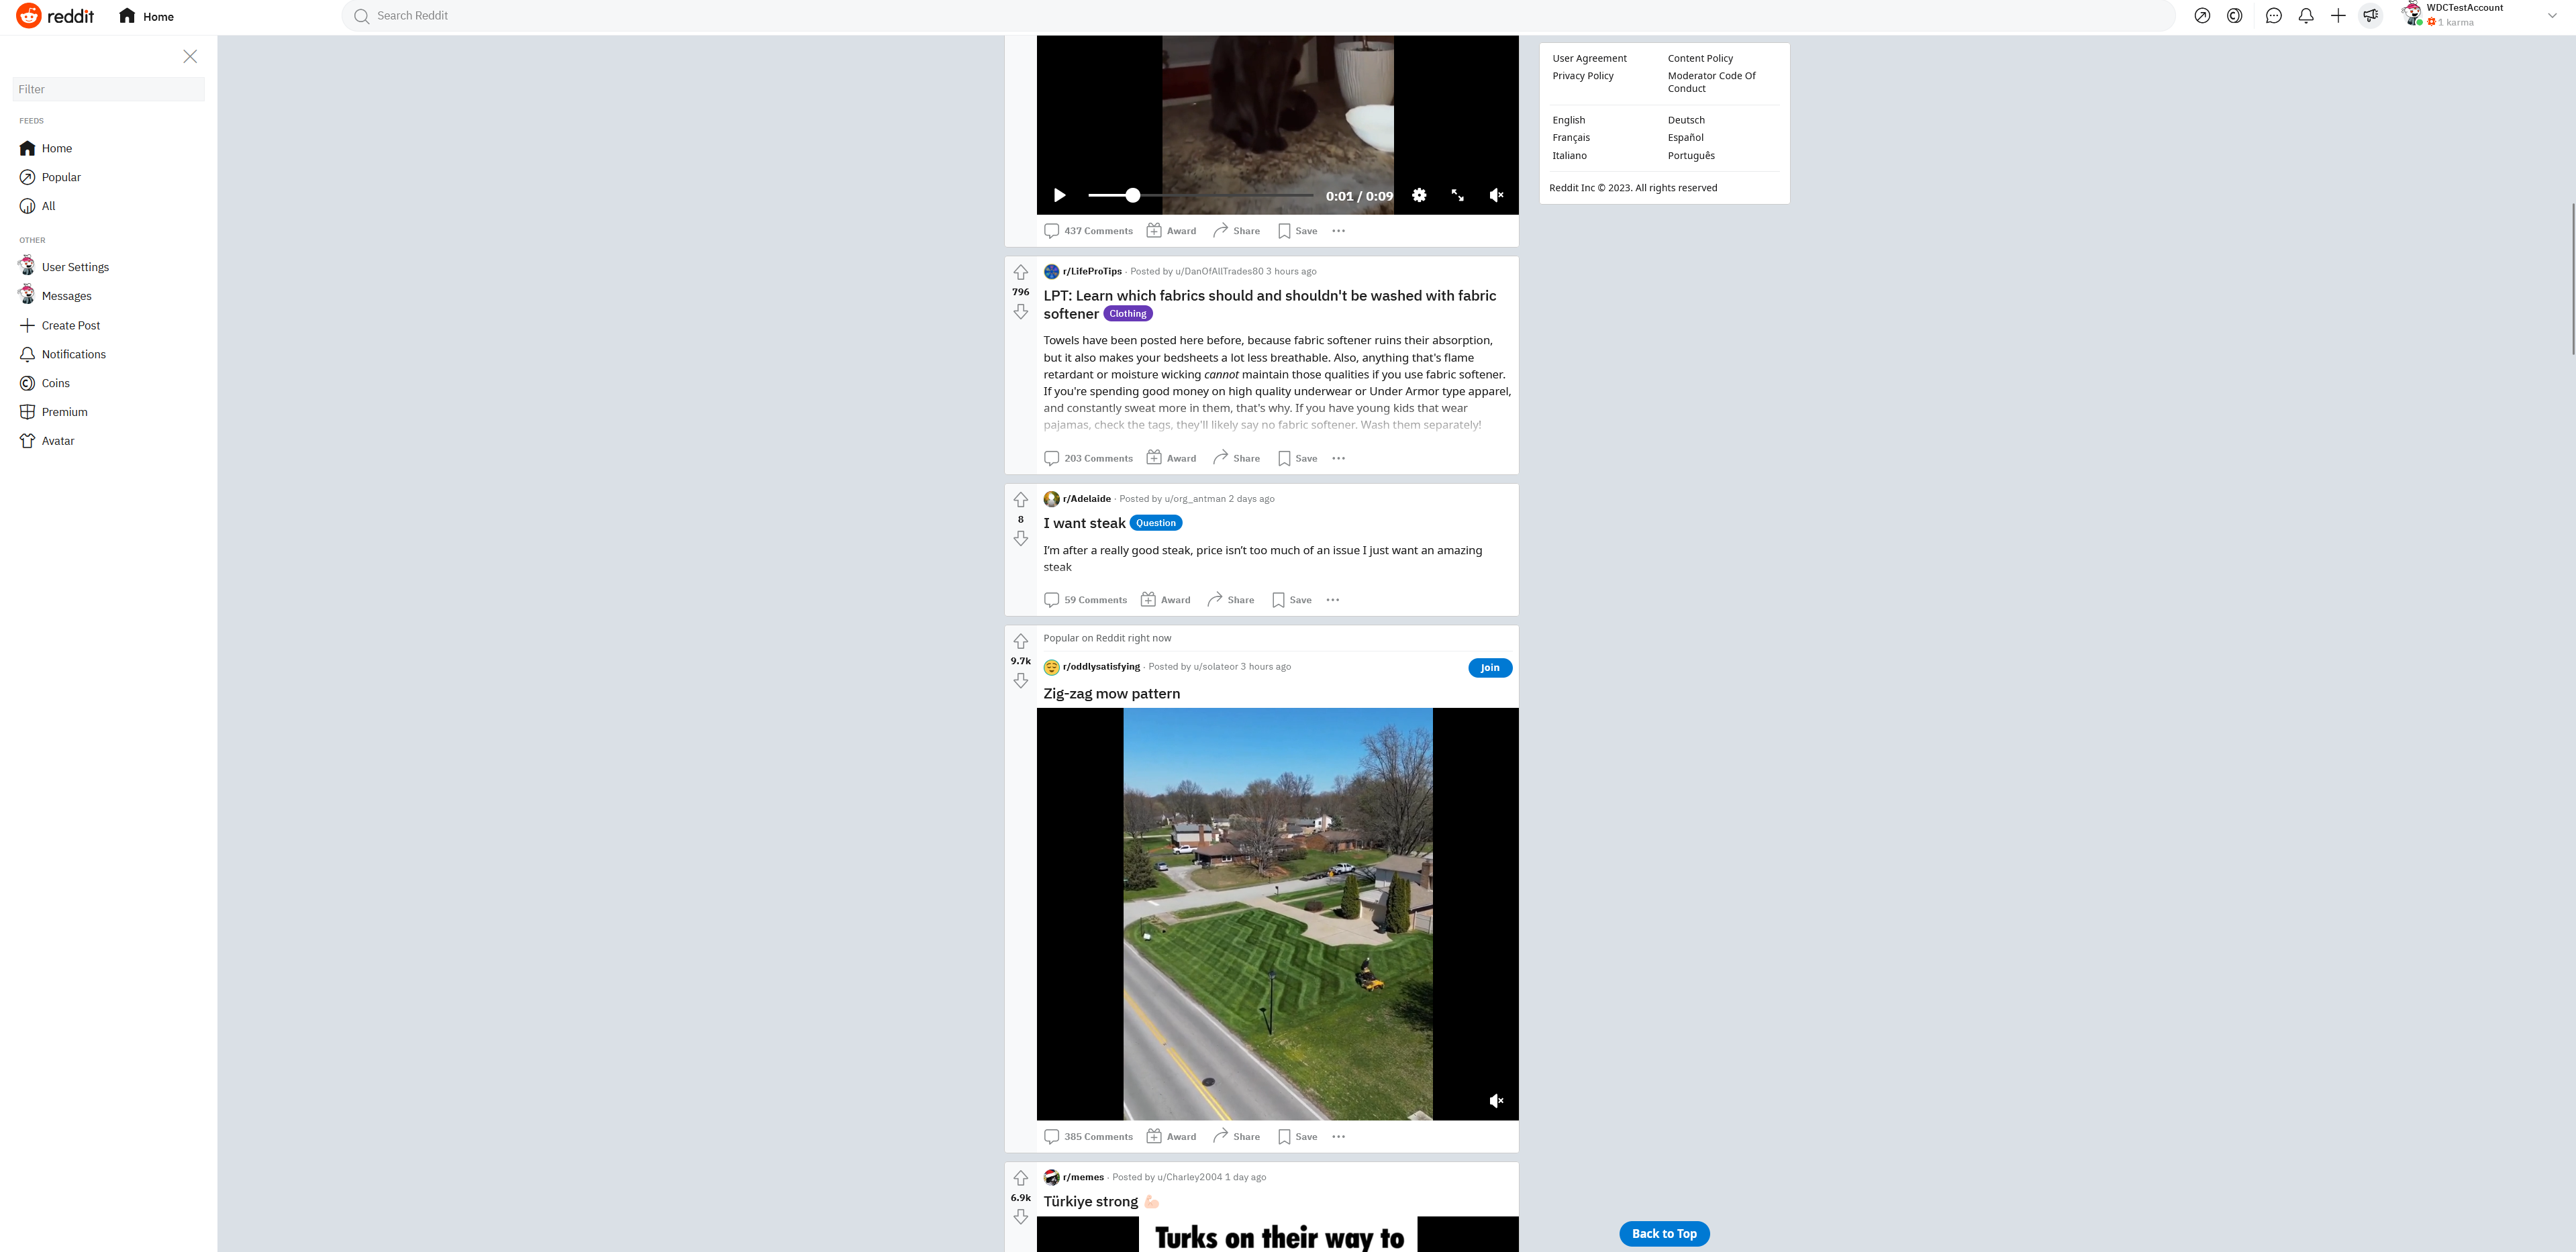 reddit
Home
Search Reddit
WDCTestAccount
1 karma
Filter
FEEDS
Home
Popular
All
OTHER
User Settings
Messages
Create Post
Notifications
Coins
Premium
Avatar
0:01 / 0:09
437 Comments Award Share Save
796
r/LifeProTips · Posted by u/DanOfAllTrades80 3 hours ago
LPT: Learn which fabrics should and shouldn't be washed with fabric
softener Clothing
Towels have been posted here before, because fabric softener ruins their absorption,
but it also makes your bedsheets a lot less breathable. Also, anything that's flame
retardant or moisture wicking cannot maintain those qualities if you use fabric softener.
If you're spending good money on high quality underwear or Under Armor type apparel,
and constantly sweat more in them, that's why. If you have young kids that wear
pajamas, check the tags, they'll likely say no fabric softener. Wash them separately!
203 Comments Award Share Save
8
r/Adelaide · Posted by u/org_antman 2 days ago
I want steak Question
I’m after a really good steak, price isn’t too much of an issue I just want an amazing
steak
59 Comments Award Share Save
Popular on Reddit right now
9.7k
r/oddlysatisfying · Posted by u/solateor 3 hours ago
Join
Zig-zag mow pattern
385 Comments Award Share Save
6.9k
r/memes · Posted by u/Charley2004 1 day ago
Türkiye strong 💪🏻
Turks on their way to
User Agreement Content Policy
Privacy Policy Moderator Code Of
Conduct
English Deutsch
Français Español
Italiano Português
Reddit Inc © 2023. All rights reserved
Back to Top